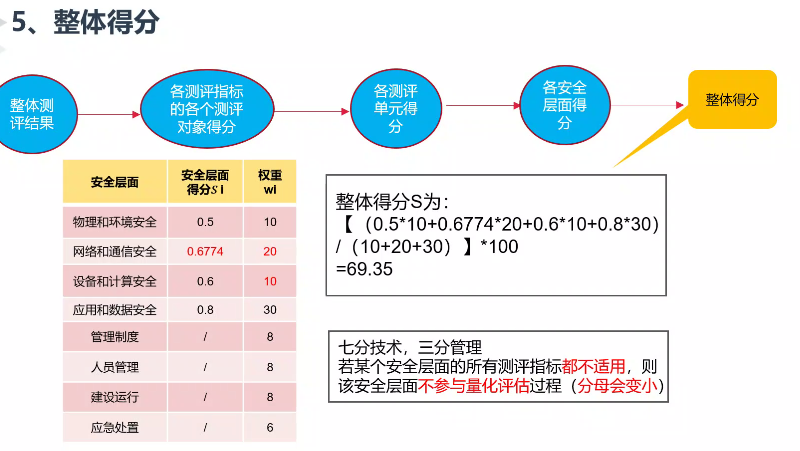 5、整体得分
整体测
评结果
各测评指标
的各个测评
对象得分
各测评
单元得
分
各安全
层面得
分
整体得分
安全层面
安全层面
得分S i
权重
wi
物理和环境安全 0.5 10
网络和通信安全 0.6774 20
设备和计算安全 0.6 10
应用和数据安全 0.8 30
管理制度 / 8
人员管理 / 8
建设运行 / 8
应急处置 / 6
整体得分S为：
【（0.5*10+0.6774*20+0.6*10+0.8*30）
/（10+20+30）】*100
=69.35
七分技术，三分管理
若某个安全层面的所有测评指标都不适用，则
该安全层面不参与量化评估过程（分母会变小）